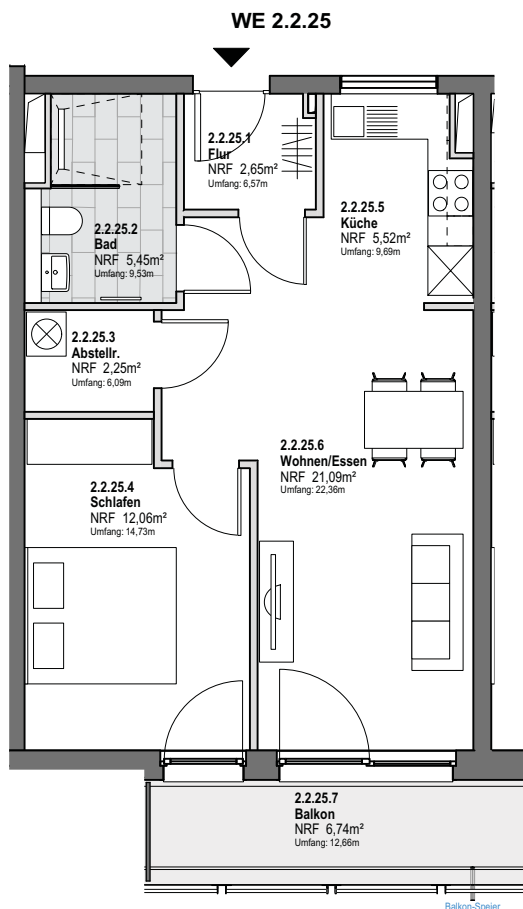 WE 2.2.25
2.2.25.1
Flur
NRF 2,65m²
Umfang: 6,57m
2.2.25.2
Bad
NRF 5,45m²
Umfang: 9,53m
2.2.25.5
Küche
NRF 5,52m²
Umfang: 9,69m
2.2.25.3
Abstellr.
NRF 2,25m²
Umfang: 6,09m
2.2.25.6
Wohnen/Essen
NRF 21,09m²
Umfang: 22,36m
2.2.25.4
Schlafen
NRF 12,06m²
Umfang: 14,73m
2.2.25.7
Balkon
NRF 6,74m²
Umfang: 12,66m
Balkon-Speier